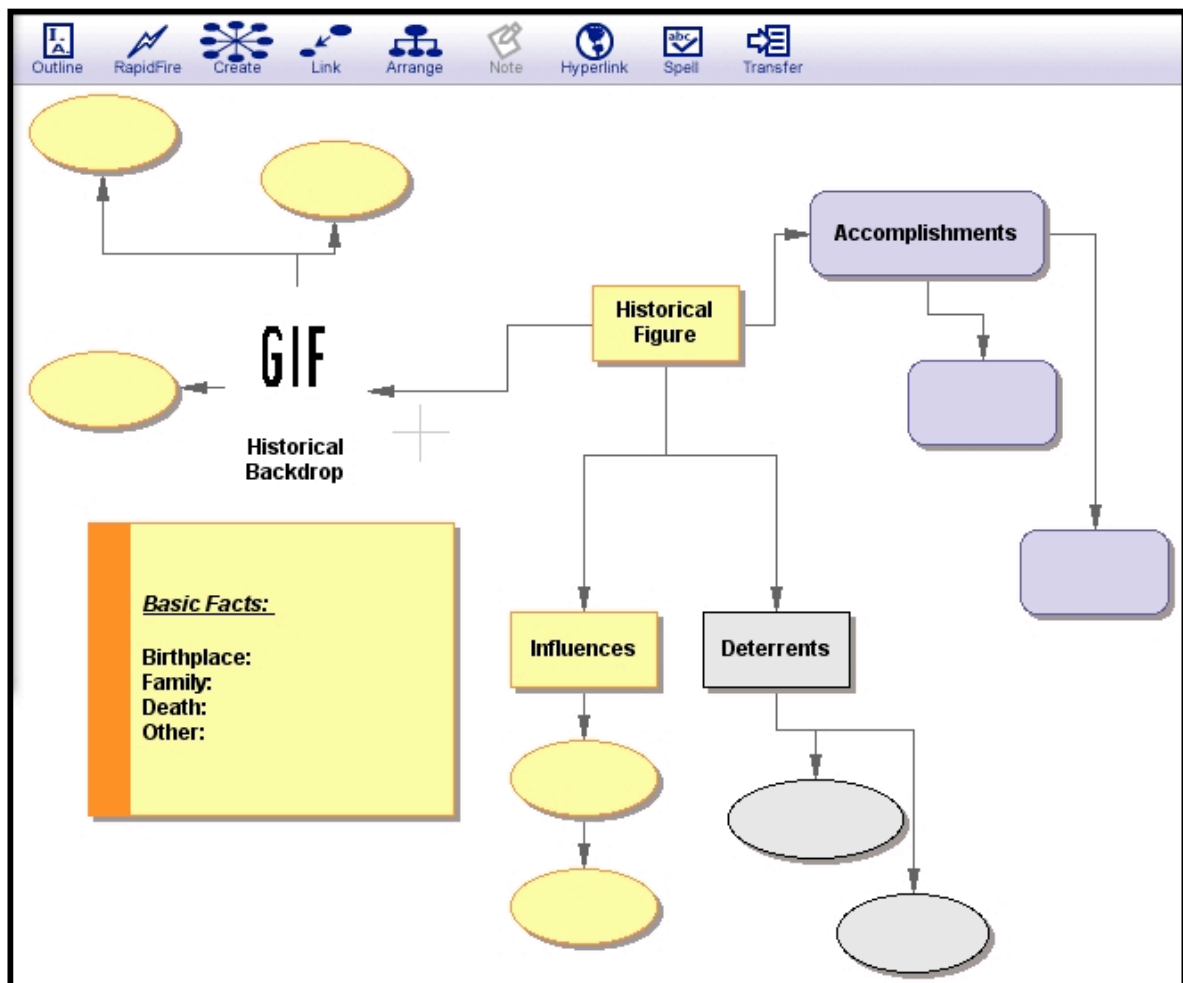 I.
A.
abc
Outline RapidFire Create Link Arrange Note Hyperlink Spell Transfer
Accomplishments
Historical
Figure
GIF
Historical
Backdrop
Basic Facts:
Birthplace:
Family:
Death:
Other:
Influences
Deterrents